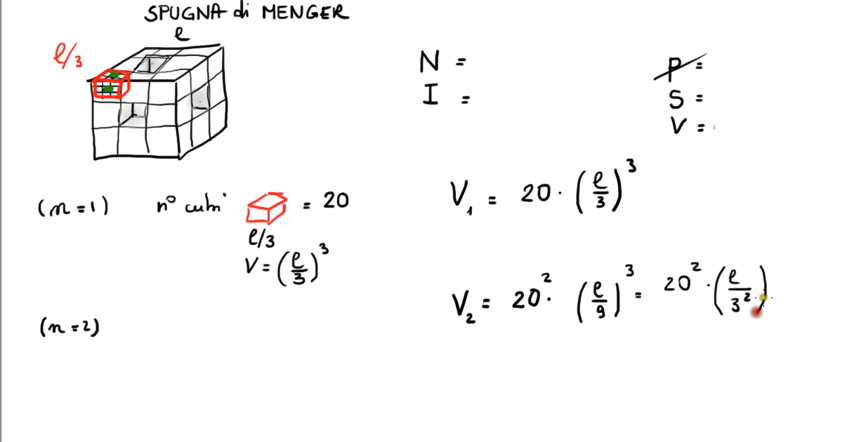 SPUGNA di MENGER
l
l/3
N =
I =
P =
S =
V =
(n=1) n° cubi = 20
l/3
V = (l/3)³
V₁ = 20 · (l/3)³
V₂ = 20² · (l/9)³ = 20² · (l/3²)
(n=2)